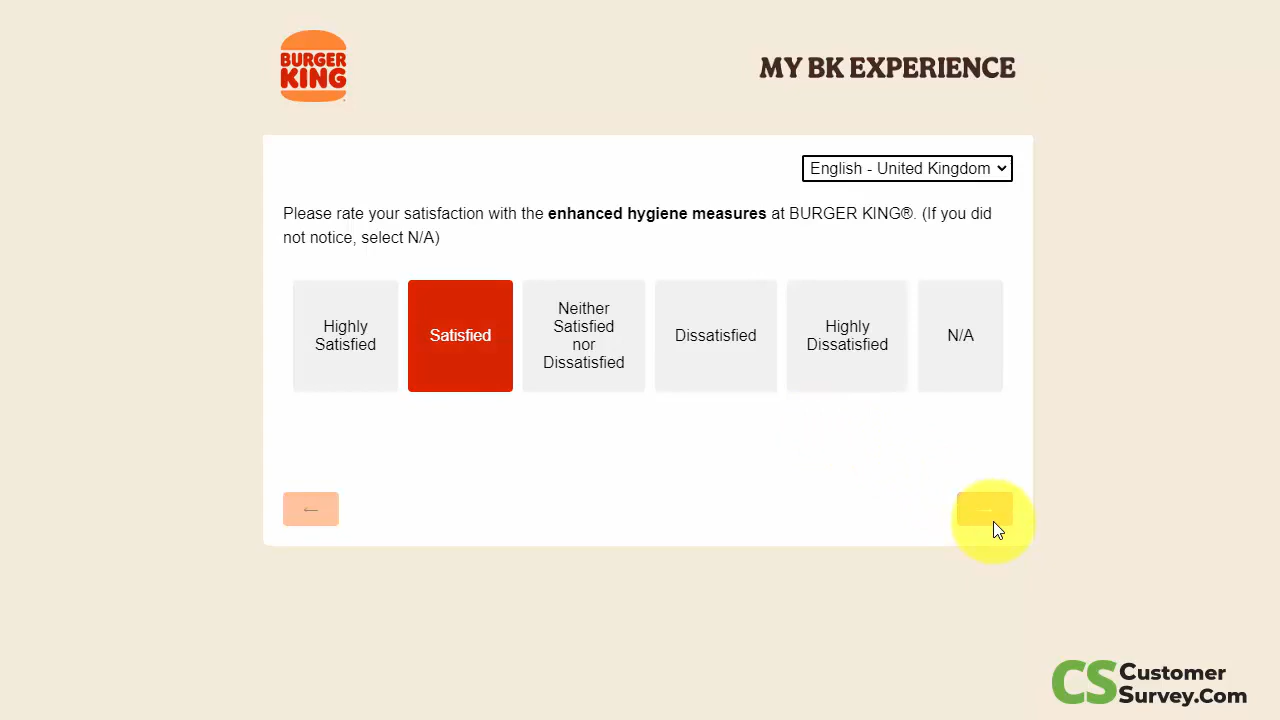 BURGER
KING
MY BK EXPERIENCE
English - United Kingdom
Please rate your satisfaction with the enhanced hygiene measures at BURGER KING®. (If you did
not notice, select N/A)
Highly
Satisfied
Satisfied
Neither
Satisfied
nor
Dissatisfied
Dissatisfied
Highly
Dissatisfied
N/A
←
CS Customer
Survey.Com